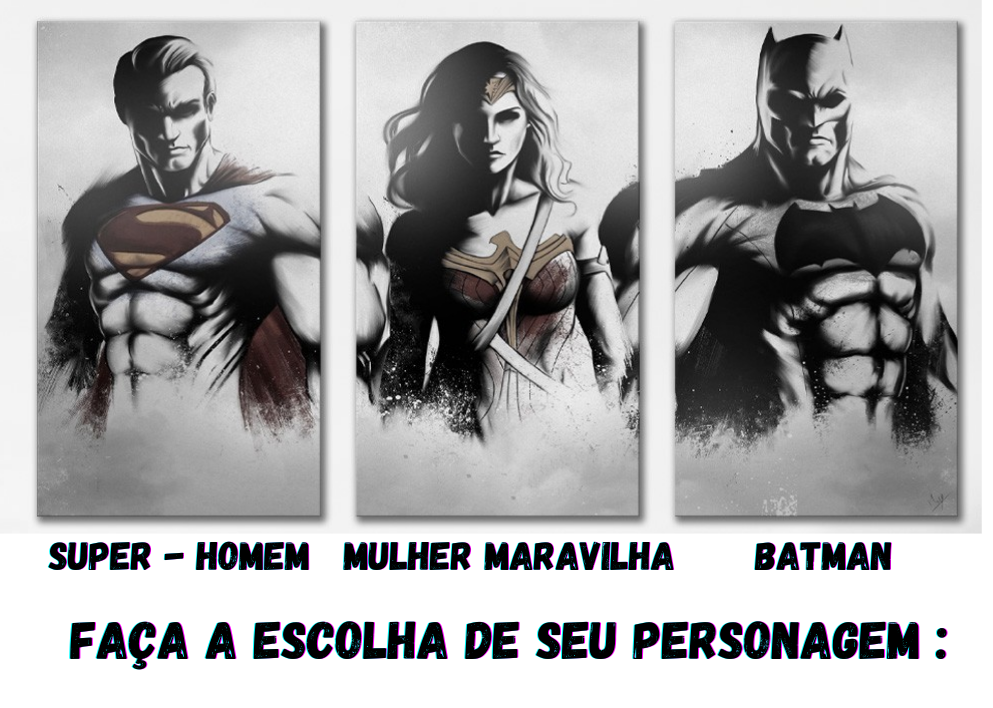 SUPER - HOMEM MULHER MARAVILHA BATMAN
FAÇA A ESCOLHA DE SEU PERSONAGEM :